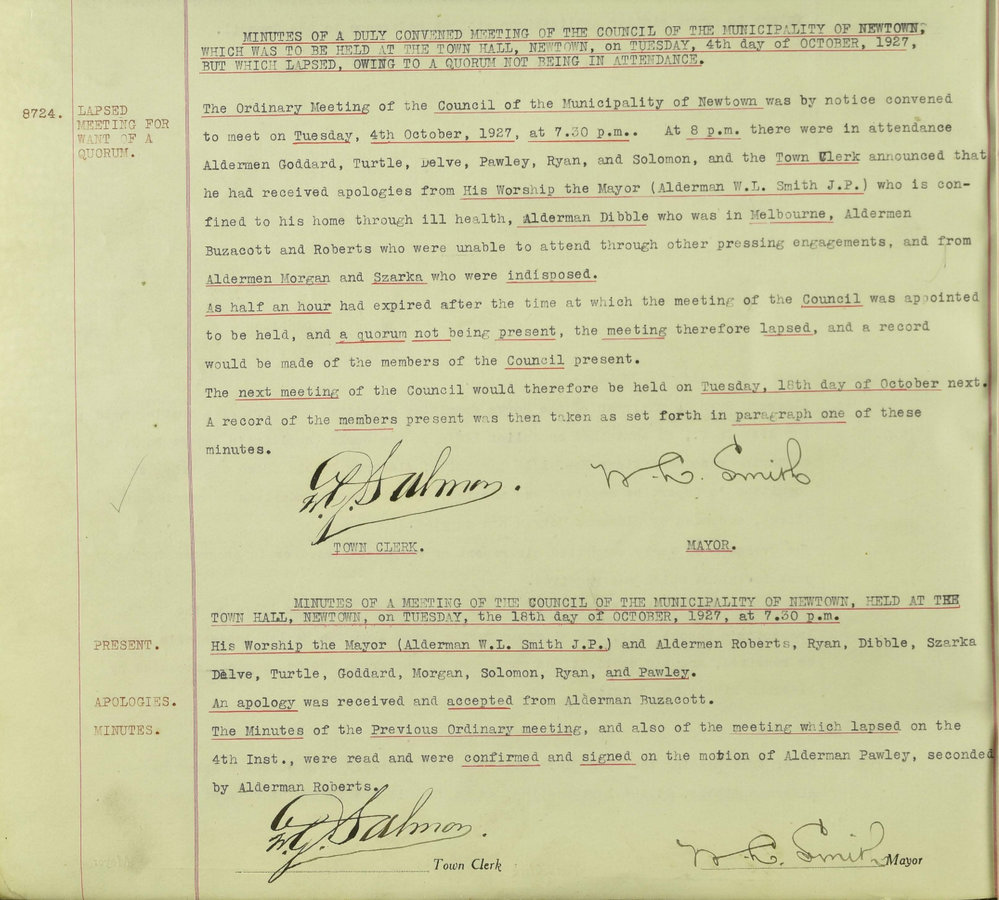 MINUTES OF A DULY CONVENED MEETING OF THE COUNCIL OF THE MUNICIPALITY OF NEWTOWN,
WHICH WAS TO BE HELD AT THE TOWN HALL, NEWTOWN, on TUESDAY, 4th day of OCTOBER, 1927,
BUT WHICH LAPSED, OWING TO A QUORUM NOT BEING IN ATTENDANCE.
8724.
LAPSED
MEETING FOR
WANT OF A
QUORUM.
The Ordinary Meeting of the Council of the Municipality of Newtown was by notice convened
to meet on Tuesday, 4th October, 1927, at 7.30 p.m.. At 8 p.m. there were in attendance
Aldermen Goddard, Turtle, Delve, Pawley, Ryan, and Solomon, and the Town Clerk announced that
he had received apologies from His Worship the Mayor (Alderman W.L. Smith J.P.) who is con-
fined to his home through ill health, Alderman Dibble who was in Melbourne, Aldermen
Buzacott and Roberts who were unable to attend through other pressing engagements, and from
Aldermen Morgan and Szarka who were indisposed.
As half an hour had expired after the time at which the meeting of the Council was appointed
to be held, and a quorum not being present, the meeting therefore lapsed, and a record
would be made of the members of the Council present.
The next meeting of the Council would therefore be held on Tuesday, 18th day of October next.
A record of the members present was then taken as set forth in paragraph one of these
minutes.
Salmon. W. L. Smith
TOWN CLERK. MAYOR.
MINUTES OF A MEETING OF THE COUNCIL OF THE MUNICIPALITY OF NEWTOWN, HELD AT THE
TOWN HALL, NEWTOWN, on TUESDAY, the 18th day of OCTOBER, 1927, at 7.30 p.m.
PRESENT. His Worship the Mayor (Alderman W.L. Smith J.P.) and Aldermen Roberts, Ryan, Dibble, Szarka
Delve, Turtle, Goddard, Morgan, Solomon, Ryan, and Pawley.
APOLOGIES. An apology was received and accepted from Alderman Buzacott.
MINUTES. The Minutes of the Previous Ordinary meeting, and also of the meeting which lapsed on the
4th Inst., were read and were confirmed and signed on the motion of Alderman Pawley, seconded
by Alderman Roberts.
Salmon. W. L. Smith
Town Clerk Mayor